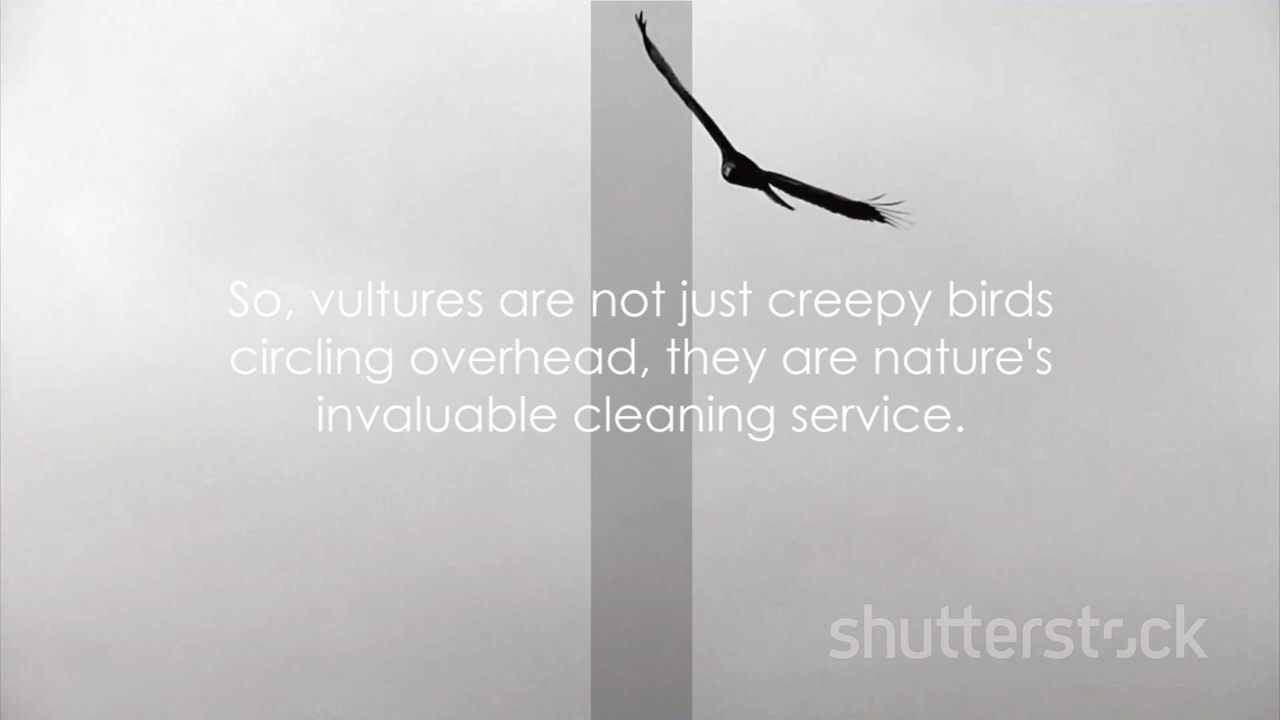 So, vultures are not just creepy birds
circling overhead, they are nature's
invaluable cleaning service.
shutterstock